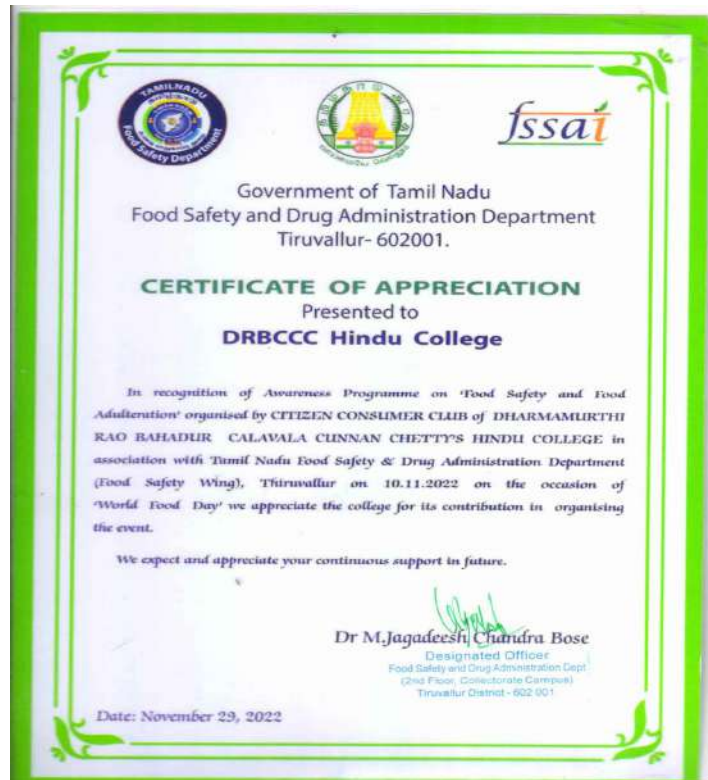 TAMILNADU
Food Safety Department
fssai
Government of Tamil Nadu
Food Safety and Drug Administration Department
Tiruvallur- 602001.
CERTIFICATE OF APPRECIATION
Presented to
DRBCCC Hindu College
In recognition of Awareness Programme on 'Food Safety and Food
Adulteration' organised by CITIZEN CONSUMER CLUB of DHARMAMURTHI
RAO BAHADUR CALAVALA CUNNAN CHETTY'S HINDU COLLEGE in
association with Tamil Nadu Food Safety & Drug Administration Department
(Food Safety Wing), Thiruvallur on 10.11.2022 on the occasion of
'World Food Day' we appreciate the college for its contribution in organising
the event.
We expect and appreciate your continuous support in future.
Dr M.Jagadeesh Chandra Bose
Designated Officer
Food Safety and Drug Administration Dept
(2nd Floor, Collectorate Campus)
Tiruvallur District - 602 001
Date: November 29, 2022